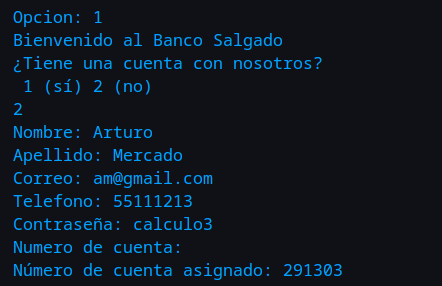 Opcion: 1
Bienvenido al Banco Salgado
¿Tiene una cuenta con nosotros?
1 (sí) 2 (no)
2
Nombre: Arturo
Apellido: Mercado
Correo: am@gmail.com
Telefono: 55111213
Contraseña: calculo3
Numero de cuenta:
Número de cuenta asignado: 291303